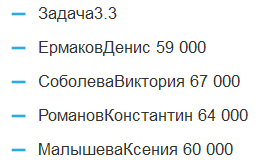 Задача3.3
ЕрмаковДенис 59 000
СоболеваВиктория 67 000
РомановКонстантин 64 000
МалышеваКсения 60 000